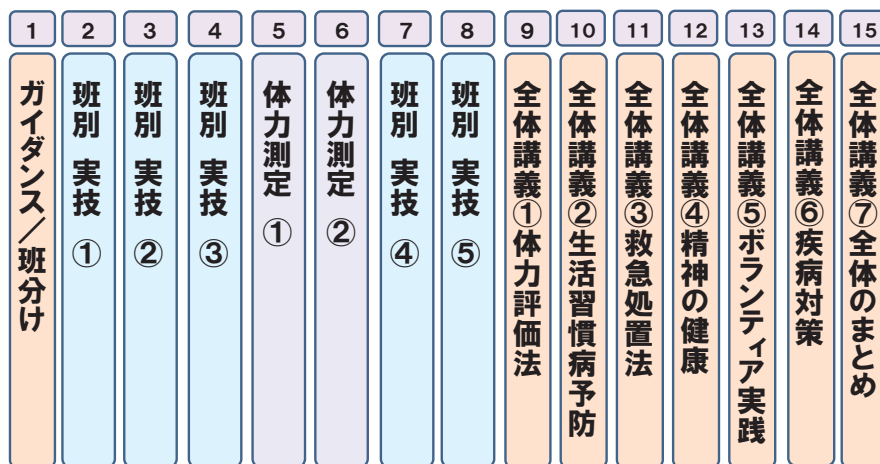 1
ガイダンス／班分け
2
班別 実技 ①
3
班別 実技 ②
4
班別 実技 ③
5
体力測定 ①
6
体力測定 ②
7
班別 実技 ④
8
班別 実技 ⑤
9
全体講義①体力評価法
10
全体講義②生活習慣病予防
11
全体講義③救急処置法
12
全体講義④精神の健康
13
全体講義⑤ボランティア実践
14
全体講義⑥疾病対策
15
全体講義⑦全体のまとめ